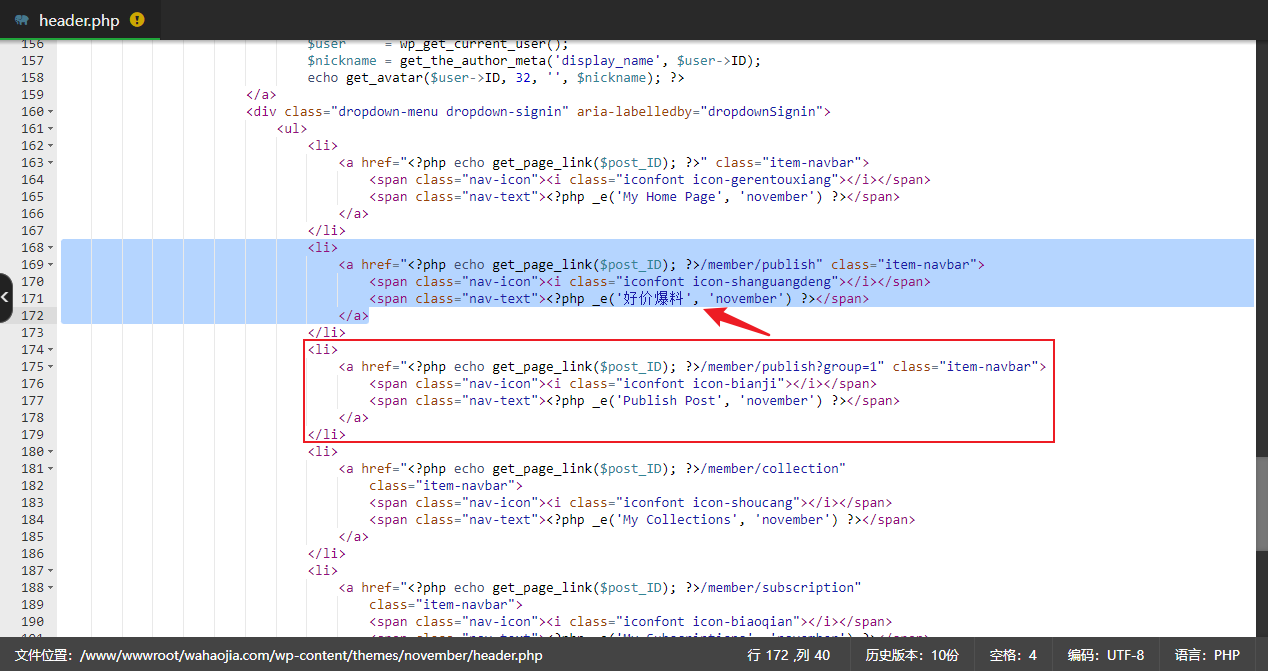 header.php
156 $user = wp_get_current_user();
157 $nickname = get_the_author_meta('display_name', $user->ID);
158 echo get_avatar($user->ID, 32, '', $nickname); ?>
159 </a>
160 <div class="dropdown-menu dropdown-signin" aria-labelledby="dropdownSignin">
161 <ul>
162 <li>
163 <a href="<?php echo get_page_link($post_ID); ?>" class="item-navbar">
164 <span class="nav-icon"><i class="iconfont icon-gerentouxiang"></i></span>
165 <span class="nav-text"><?php _e('My Home Page', 'november') ?></span>
166 </a>
167 </li>
168 <li>
169 <a href="<?php echo get_page_link($post_ID); ?>/member/publish" class="item-navbar">
170 <span class="nav-icon"><i class="iconfont icon-shanguangdeng"></i></span>
171 <span class="nav-text"><?php _e('好价爆料', 'november') ?></span>
172 </a>
173 </li>
174 <li>
175 <a href="<?php echo get_page_link($post_ID); ?>/member/publish?group=1" class="item-navbar">
176 <span class="nav-icon"><i class="iconfont icon-bianji"></i></span>
177 <span class="nav-text"><?php _e('Publish Post', 'november') ?></span>
178 </a>
179 </li>
180 <li>
181 <a href="<?php echo get_page_link($post_ID); ?>/member/collection"
182 class="item-navbar">
183 <span class="nav-icon"><i class="iconfont icon-shoucang"></i></span>
184 <span class="nav-text"><?php _e('My Collections', 'november') ?></span>
185 </a>
186 </li>
187 <li>
188 <a href="<?php echo get_page_link($post_ID); ?>/member/subscription"
189 class="item-navbar">
190 <span class="nav-icon"><i class="iconfont icon-biaoqian"></i></span>
191 <span class="nav-text"><?php _e('My Subscriptions', 'november') ?></span>
文件位置: /www/wwwroot/wahaojia.com/wp-content/themes/november/header.php 行 172 ,列 40 历史版本: 10份 空格: 4 编码: UTF-8 语言: PHP